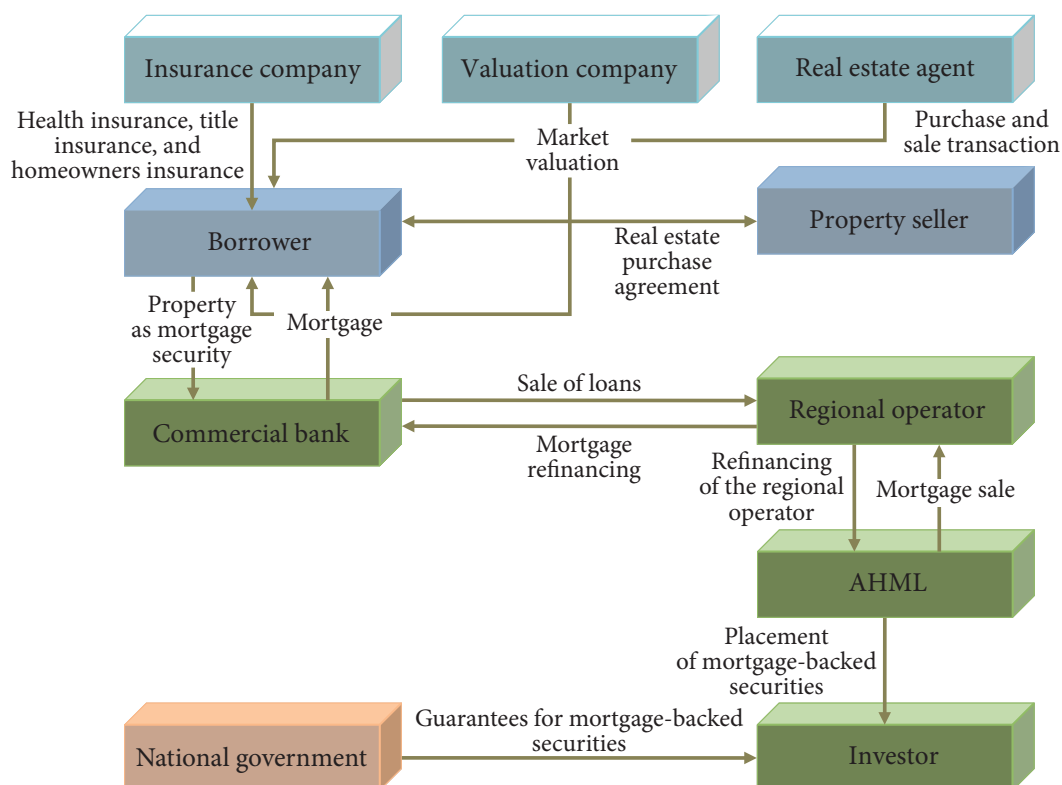 Insurance company
Valuation company
Real estate agent
Health insurance, title
insurance, and
homeowners insurance
Market
valuation
Purchase and
sale transaction
Borrower
Property seller
Real estate
purchase
agreement
Property
as mortgage
security
Mortgage
Sale of loans
Commercial bank
Regional operator
Mortgage
refinancing
Refinancing
of the regional
operator
Mortgage sale
AHML
Placement
of mortgage-backed
securities
National government
Guarantees for mortgage-backed
securities
Investor